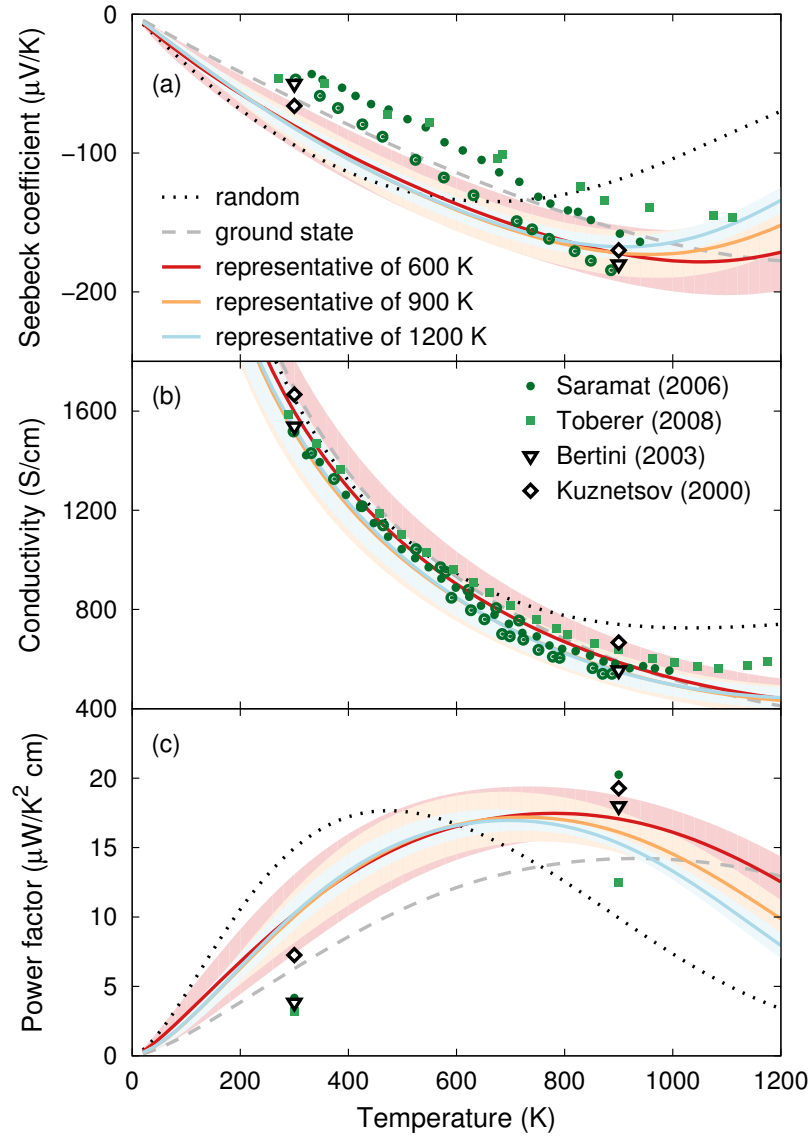 0
−100
−200
Seebeck coefficient (µV/K)
(a)
random
ground state
representative of 600 K
representative of 900 K
representative of 1200 K
1600
1200
800
400
Conductivity (S/cm)
(b)
Saramat (2006)
Toberer (2008)
Bertini (2003)
Kuznetsov (2000)
20
15
10
5
0
Power factor (µW/K² cm)
(c)
0 200 400 600 800 1000 1200
Temperature (K)